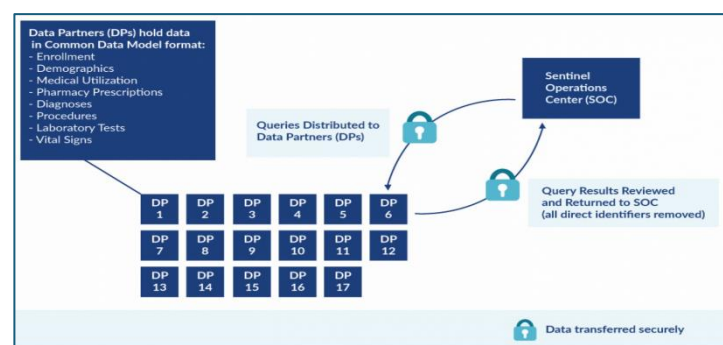 Data Partners (DPs) hold data
in Common Data Model format:
- Enrollment
- Demographics
- Medical Utilization
- Pharmacy Prescriptions
- Diagnoses
- Procedures
- Laboratory Tests
- Vital Signs
Sentinel
Operations
Center (SOC)
Queries Distributed to
Data Partners (DPs)
Query Results Reviewed
and Returned to SOC
(all direct identifiers removed)
DP
1
DP
2
DP
3
DP
4
DP
5
DP
6
DP
7
DP
8
DP
9
DP
10
DP
11
DP
12
DP
13
DP
14
DP
15
DP
16
DP
17
Data transferred securely